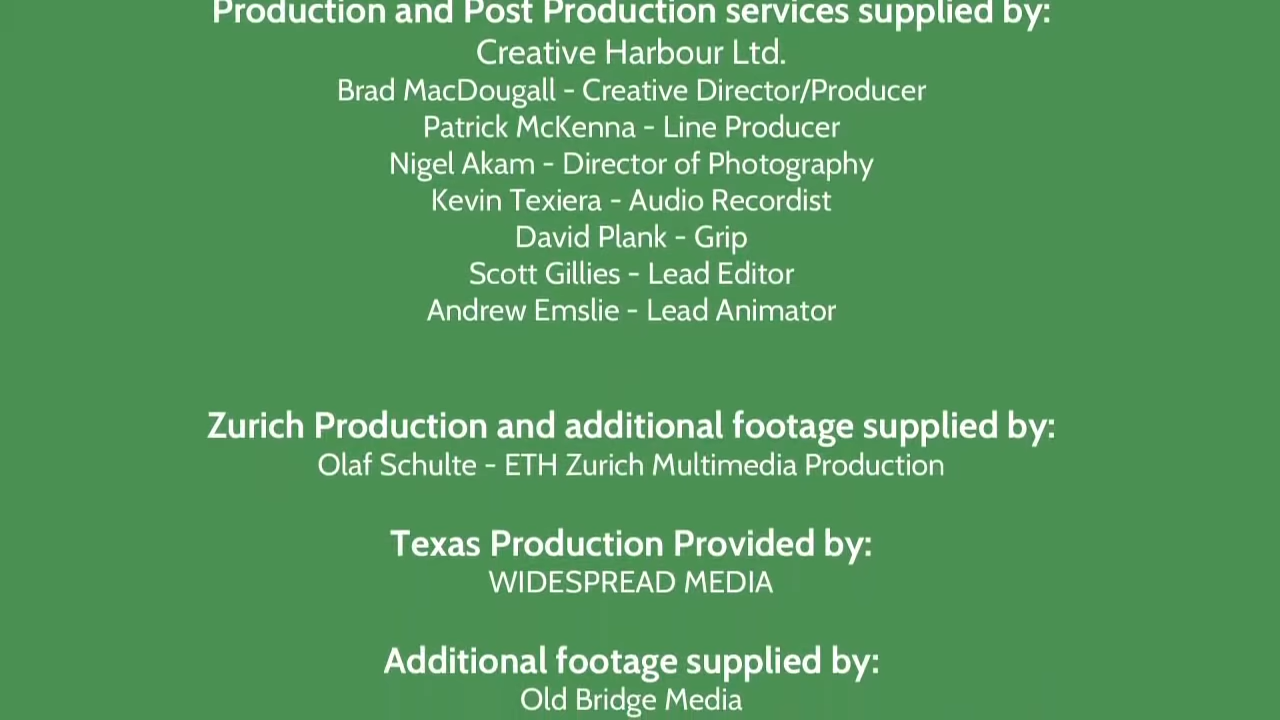 Production and Post Production services supplied by:
Creative Harbour Ltd.
Brad MacDougall - Creative Director/Producer
Patrick McKenna - Line Producer
Nigel Akam - Director of Photography
Kevin Texiera - Audio Recordist
David Plank - Grip
Scott Gillies - Lead Editor
Andrew Emslie - Lead Animator
Zurich Production and additional footage supplied by:
Olaf Schulte - ETH Zurich Multimedia Production
Texas Production Provided by:
WIDESPREAD MEDIA
Additional footage supplied by:
Old Bridge Media